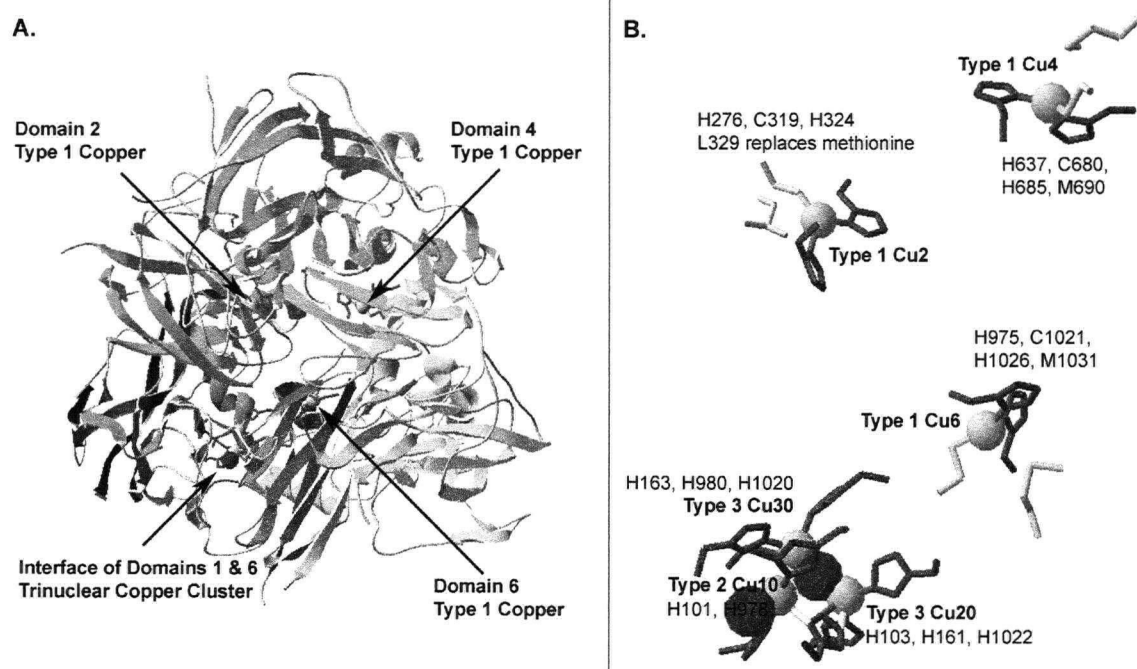 A.
Domain 2
Type 1 Copper
Domain 4
Type 1 Copper
Interface of Domains 1 & 6
Trinuclear Copper Cluster
Domain 6
Type 1 Copper
B.
Type 1 Cu4
H637, C680,
H685, M690
H276, C319, H324
L329 replaces methionine
Type 1 Cu2
H975, C1021,
H1026, M1031
Type 1 Cu6
H163, H980, H1020
Type 3 Cu30
Type 2 Cu10
H101, H978
Type 3 Cu20
H103, H161, H1022